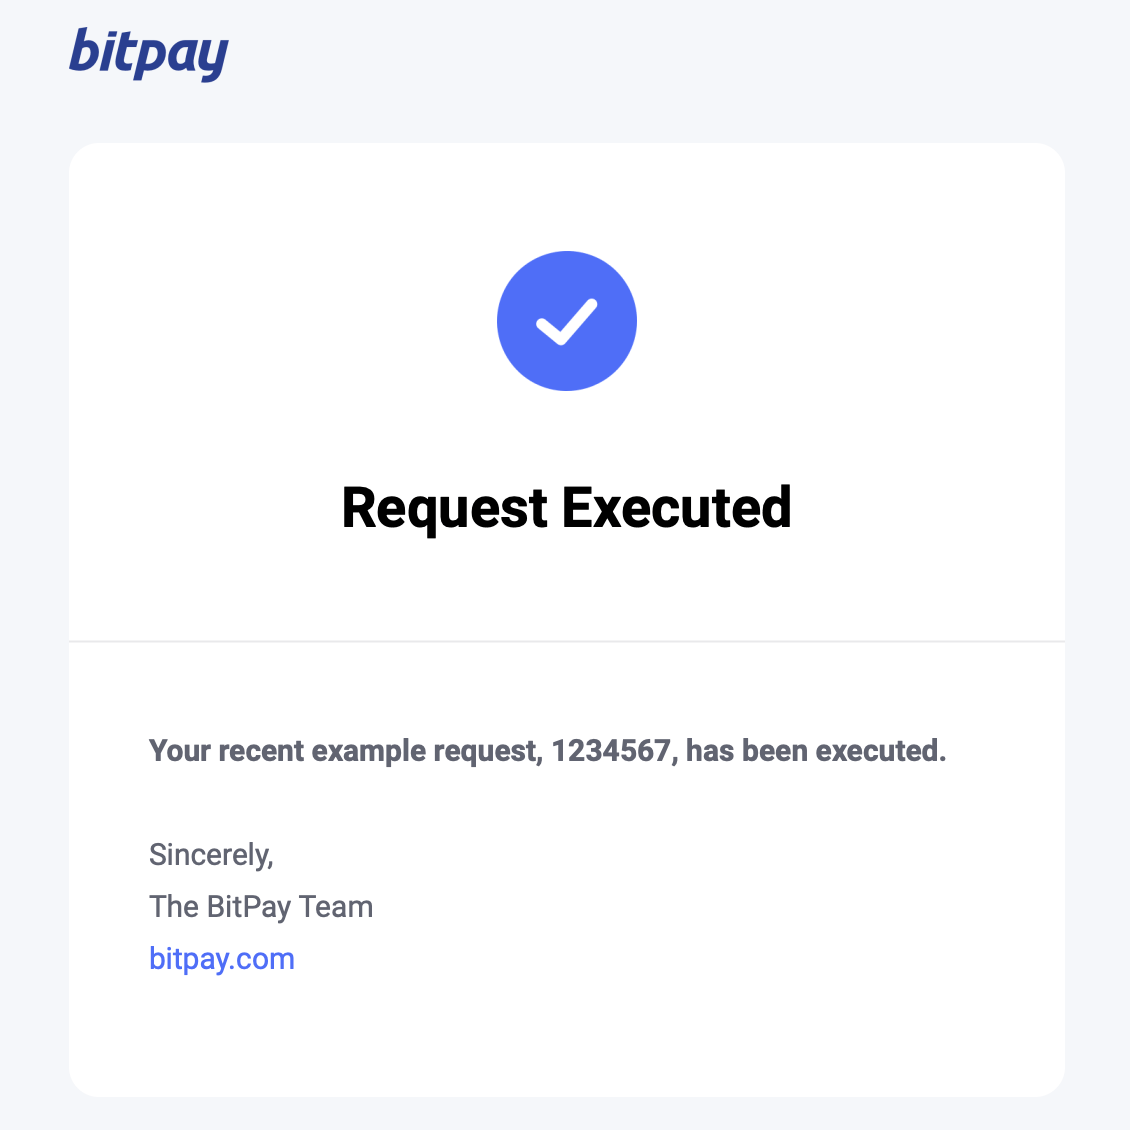 bitpay
Request Executed
Your recent example request, 1234567, has been executed.
Sincerely,
The BitPay Team
bitpay.com